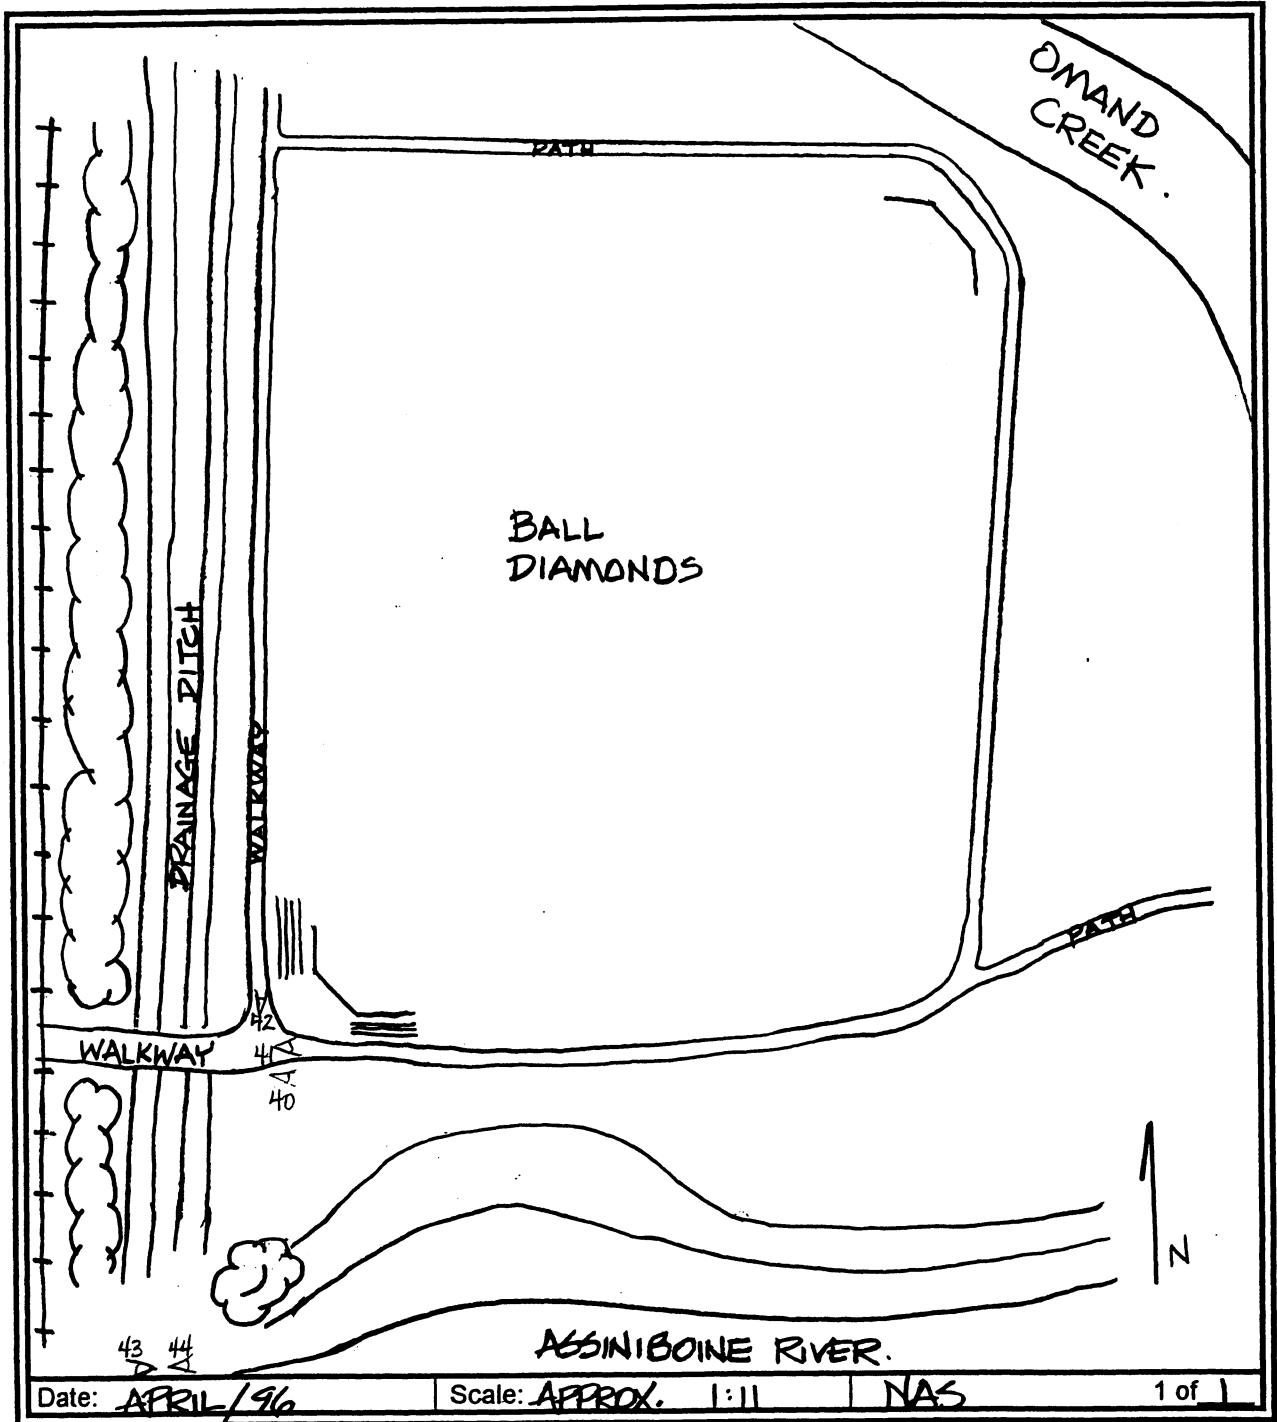 OMAND
CREEK.
PATH
BALL
DIAMONDS
DRAINAGE DITCH
WALKWAY
PATH
42
WALKWAY
41
40
N
43 44
ASSINIBOINE RIVER.
Date: APRIL/96 Scale: APPROX. 1:11 NAS 1 of 1